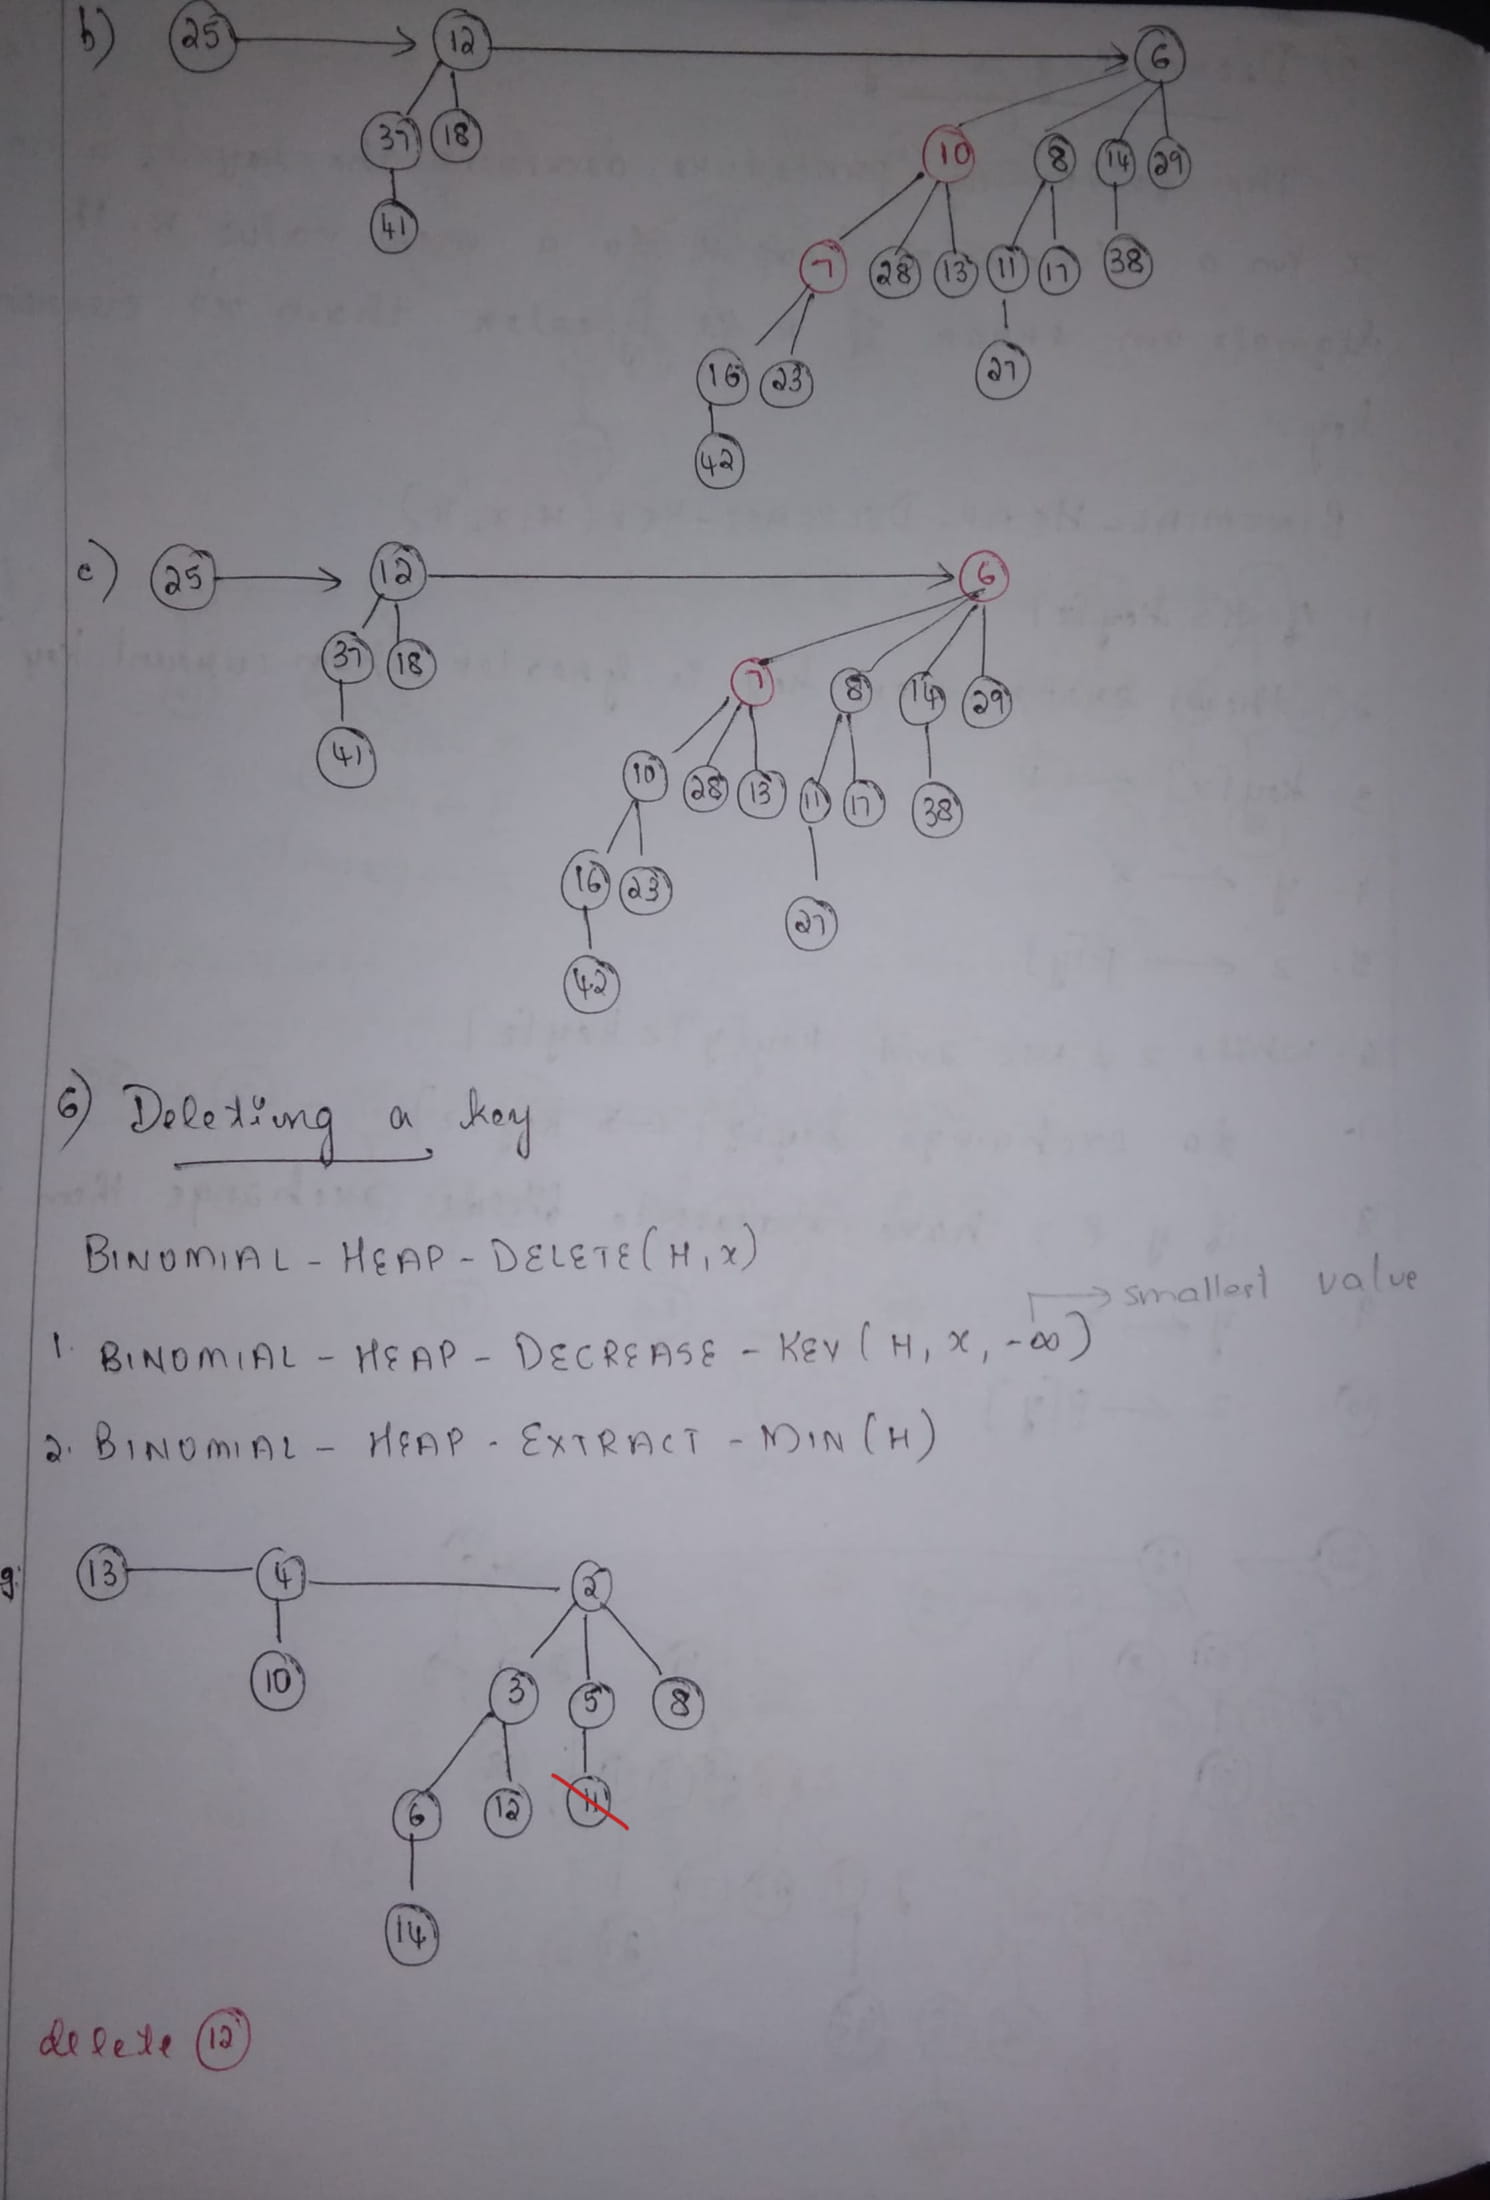 b) 25 12 6
37 18 10 8 14 29
41 7 28 13 11 17 38
16 23 27
42
c) 25 12 6
37 18 7 8 14 29
41 10 28 13 11 17 38
16 23 27
42
6) Deleting a key
BINOMIAL - HEAP - DELETE(H, x)
smallest value
1. BINOMIAL - HEAP - DECREASE - KEY (H, x, -∞)
2. BINOMIAL - HEAP - EXTRACT - MIN (H)
g: 13 4 2
10 3 5 8
6 12 11
14
delete 12